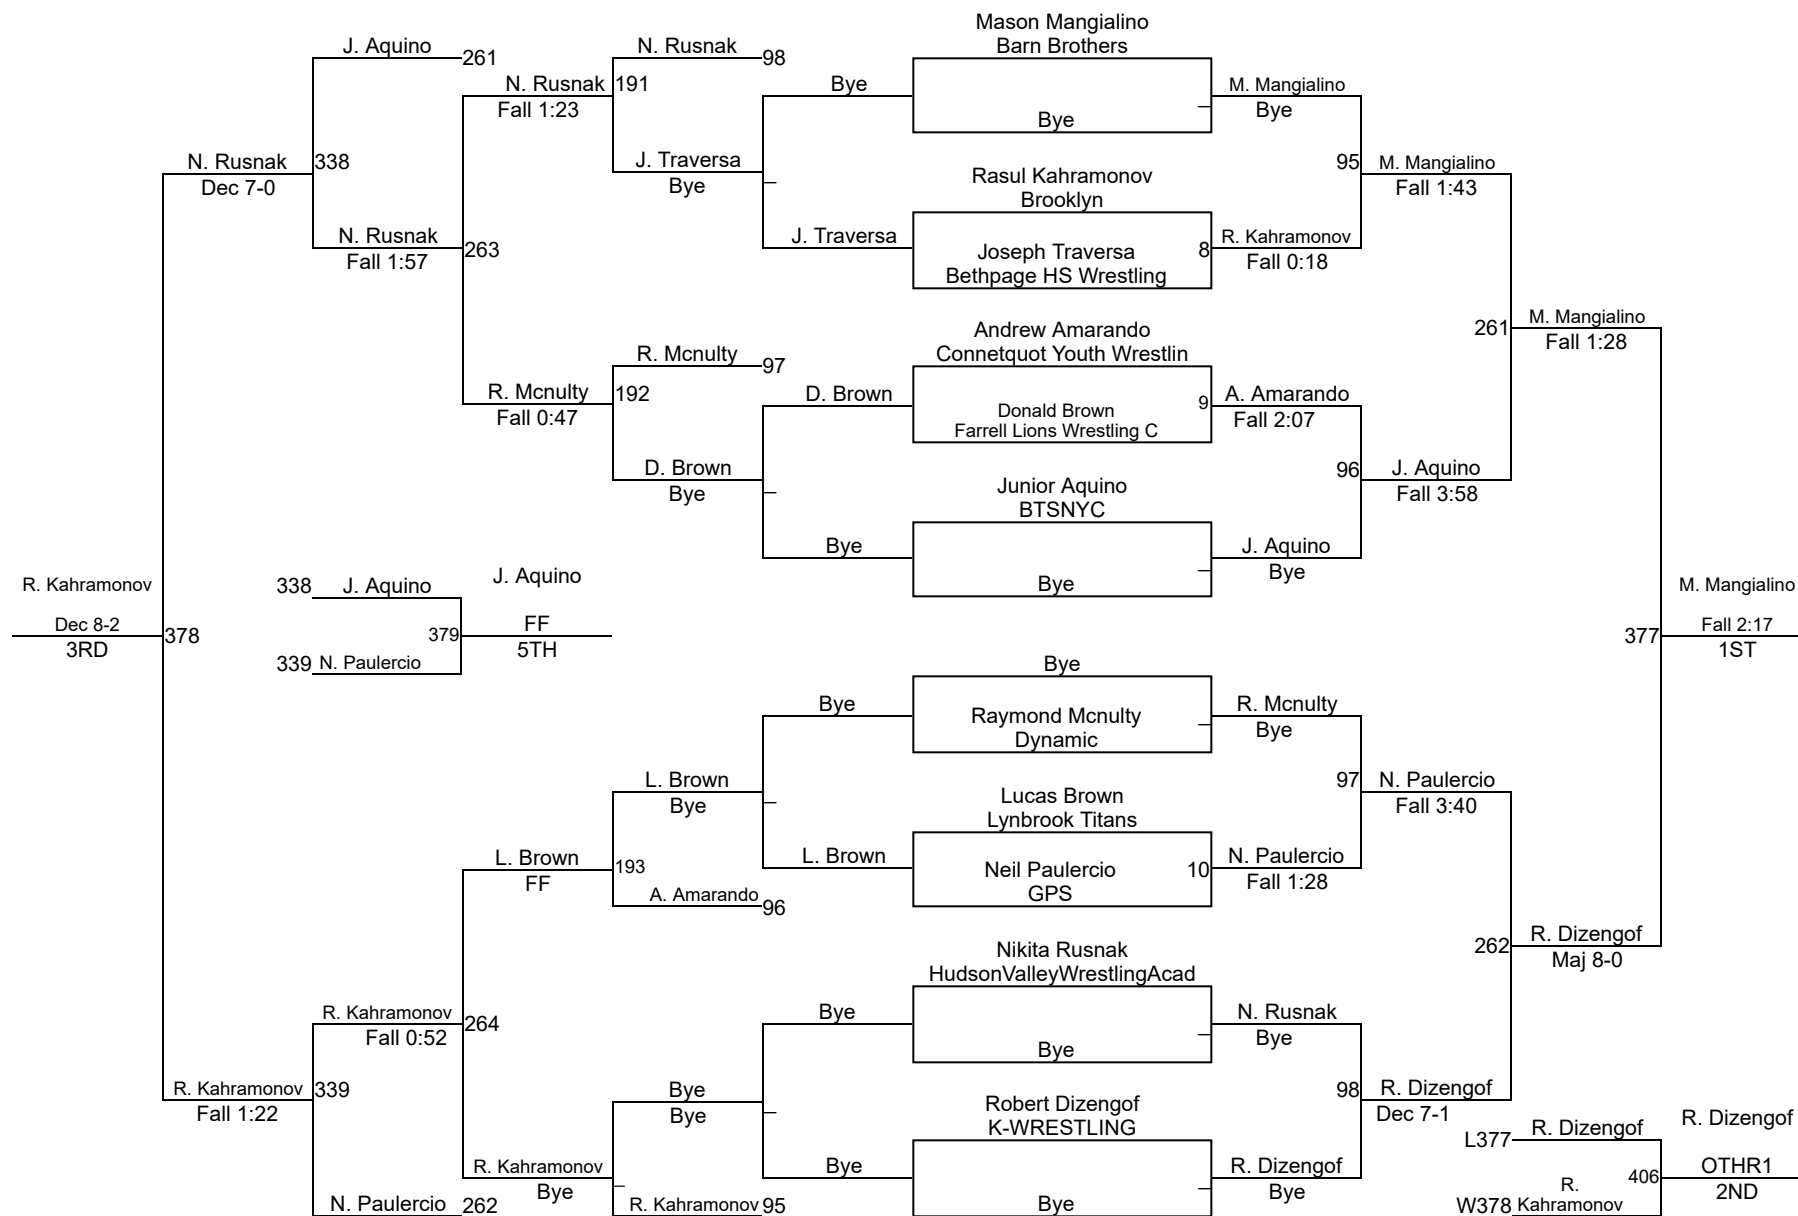 Mason Mangialino
Barn Brothers
J. Aquino
261
N. Rusnak
98
N. Rusnak
191
Fall 1:23
Bye
Bye
M. Mangialino
Bye
N. Rusnak
338
Dec 7-0
J. Traversa
Bye
Rasul Kahramonov
Brooklyn
95
M. Mangialino
Fall 1:43
N. Rusnak
263
Fall 1:57
J. Traversa
Joseph Traversa
Bethpage HS Wrestling
8
R. Kahramonov
Fall 0:18
Andrew Amarando
Connetquot Youth Wrestlin
261
M. Mangialino
Fall 1:28
R. Mcnulty
97
R. Mcnulty
192
Fall 0:47
D. Brown
Donald Brown
Farrell Lions Wrestling C
9
A. Amarando
Fall 2:07
D. Brown
Bye
Junior Aquino
BTSNYC
96
J. Aquino
Fall 3:58
Bye
Bye
J. Aquino
Bye
R. Kahramonov
Dec 8-2
3RD
378
338
J. Aquino
379
339
N. Paulercio
J. Aquino
FF
5TH
M. Mangialino
377
Fall 2:17
1ST
Bye
Bye
Raymond Mcnulty
Dynamic
R. Mcnulty
Bye
L. Brown
Bye
Lucas Brown
Lynbrook Titans
97
N. Paulercio
Fall 3:40
L. Brown
FF
193
L. Brown
Neil Paulercio
GPS
10
N. Paulercio
Fall 1:28
A. Amarando
96
Nikita Rusnak
HudsonValleyWrestlingAcad
262
R. Dizengof
Maj 8-0
R. Kahramonov
264
Fall 0:52
Bye
Bye
N. Rusnak
Bye
R. Kahramonov
339
Fall 1:22
Bye
Bye
Robert Dizengof
K-WRESTLING
98
R. Dizengof
Dec 7-1
R. Kahramonov
Bye
Bye
Bye
R. Dizengof
Bye
N. Paulercio
262
R. Kahramonov
95
L377
R. Dizengof
R. Dizengof
406
OTHR1
2ND
W378
R.
Kahramonov